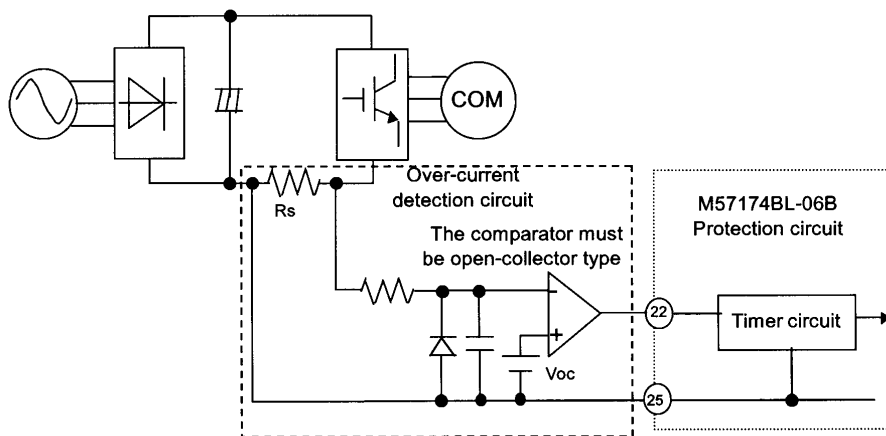 COM
Over-current
detection circuit
Rs
The comparator must
be open-collector type
M57174BL-06B
Protection circuit
-
+
Voc
22
Timer circuit
25